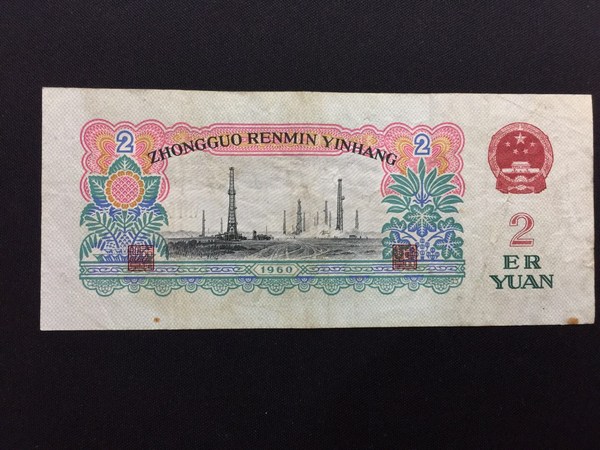 2
ZHONGGUO RENMIN YINHANG
2
1960
2
ER
YUAN